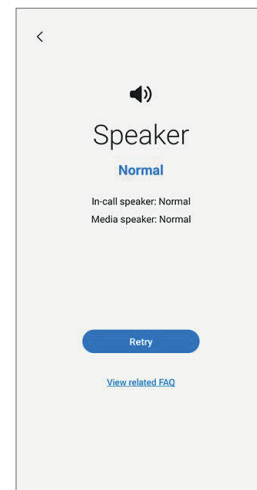 Speaker
Normal
In-call speaker: Normal
Media speaker: Normal
Retry
View related FAQ